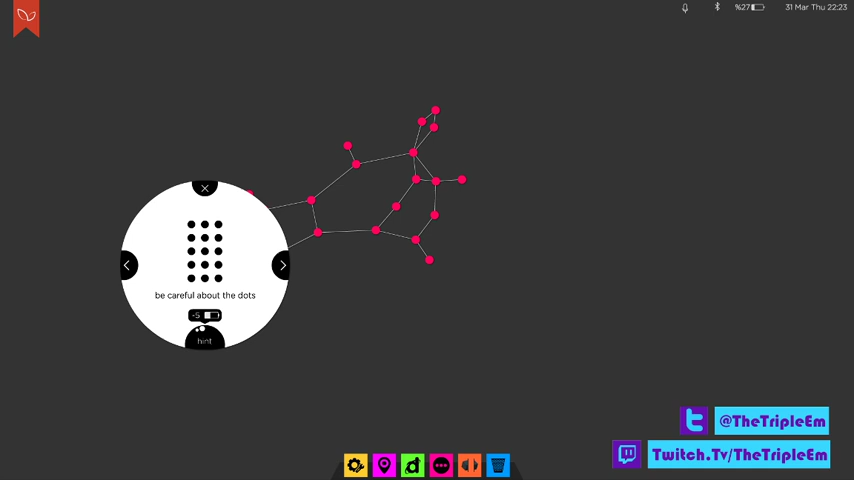 %27
31 Mar Thu 22:23
be careful about the dots
-5
hint
@TheTripleEm
Twitch.Tv/TheTripleEm